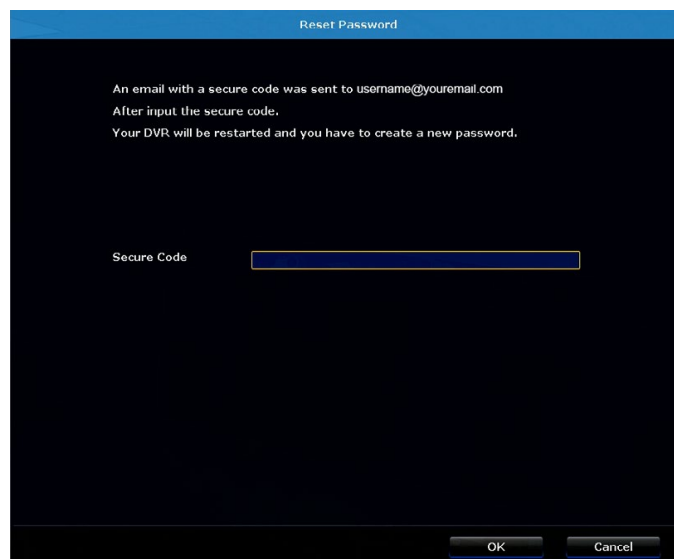 Reset Password
An email with a secure code was sent to username@youremail.com
After input the secure code.
Your DVR will be restarted and you have to create a new password.
Secure Code
OK
Cancel